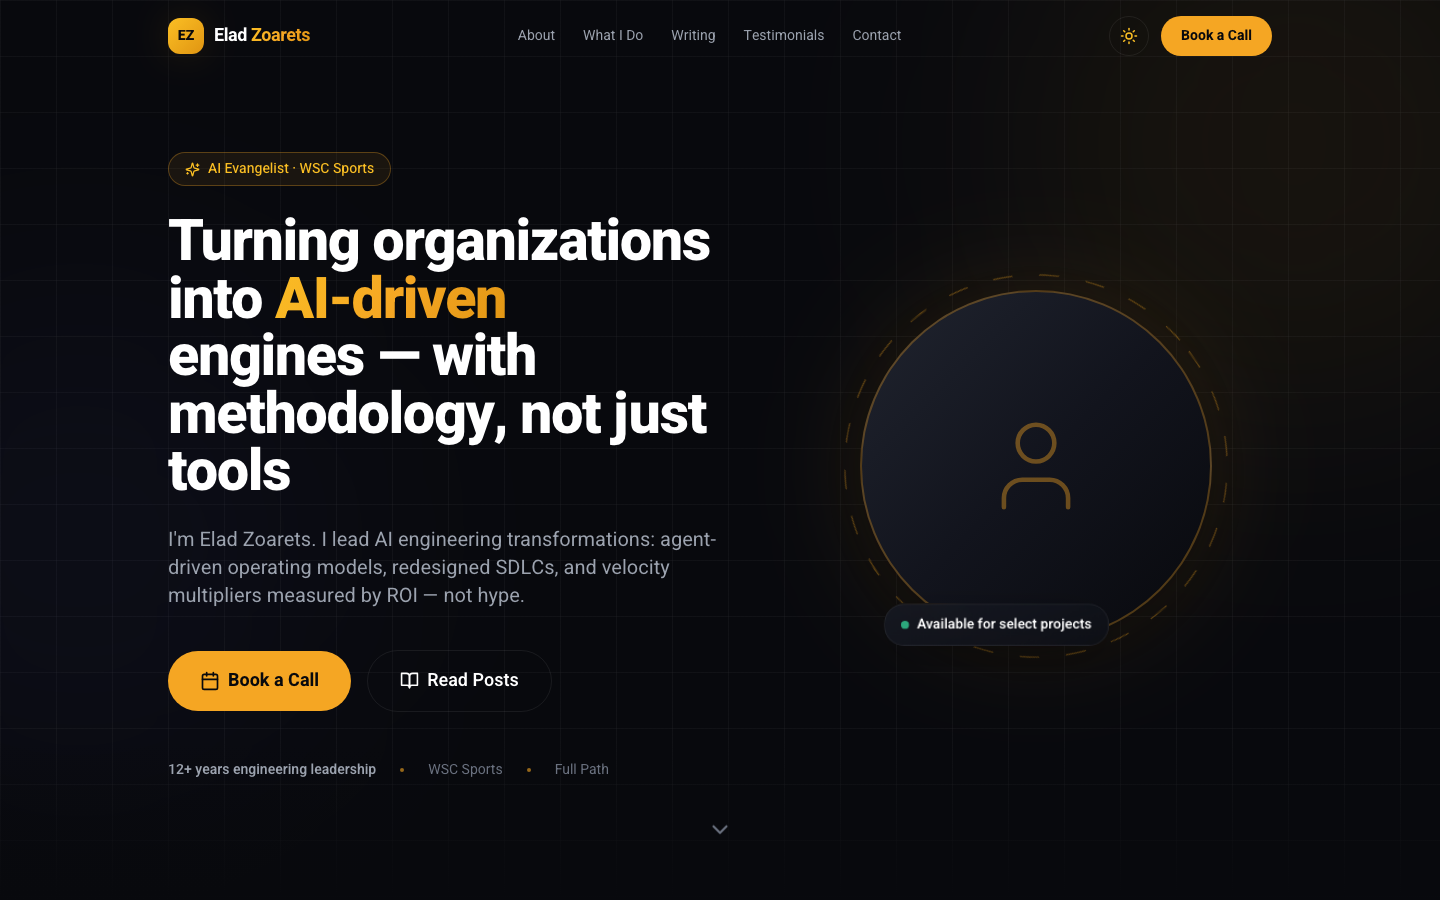 EZ
Elad Zoarets
About
What I Do
Writing
Testimonials
Contact
Book a Call
AI Evangelist · WSC Sports
Turning organizations
into AI-driven
engines — with
methodology, not just
tools
I'm Elad Zoarets. I lead AI engineering transformations: agent-
driven operating models, redesigned SDLCs, and velocity
multipliers measured by ROI — not hype.
Available for select projects
Book a Call
Read Posts
12+ years engineering leadership • WSC Sports • Full Path